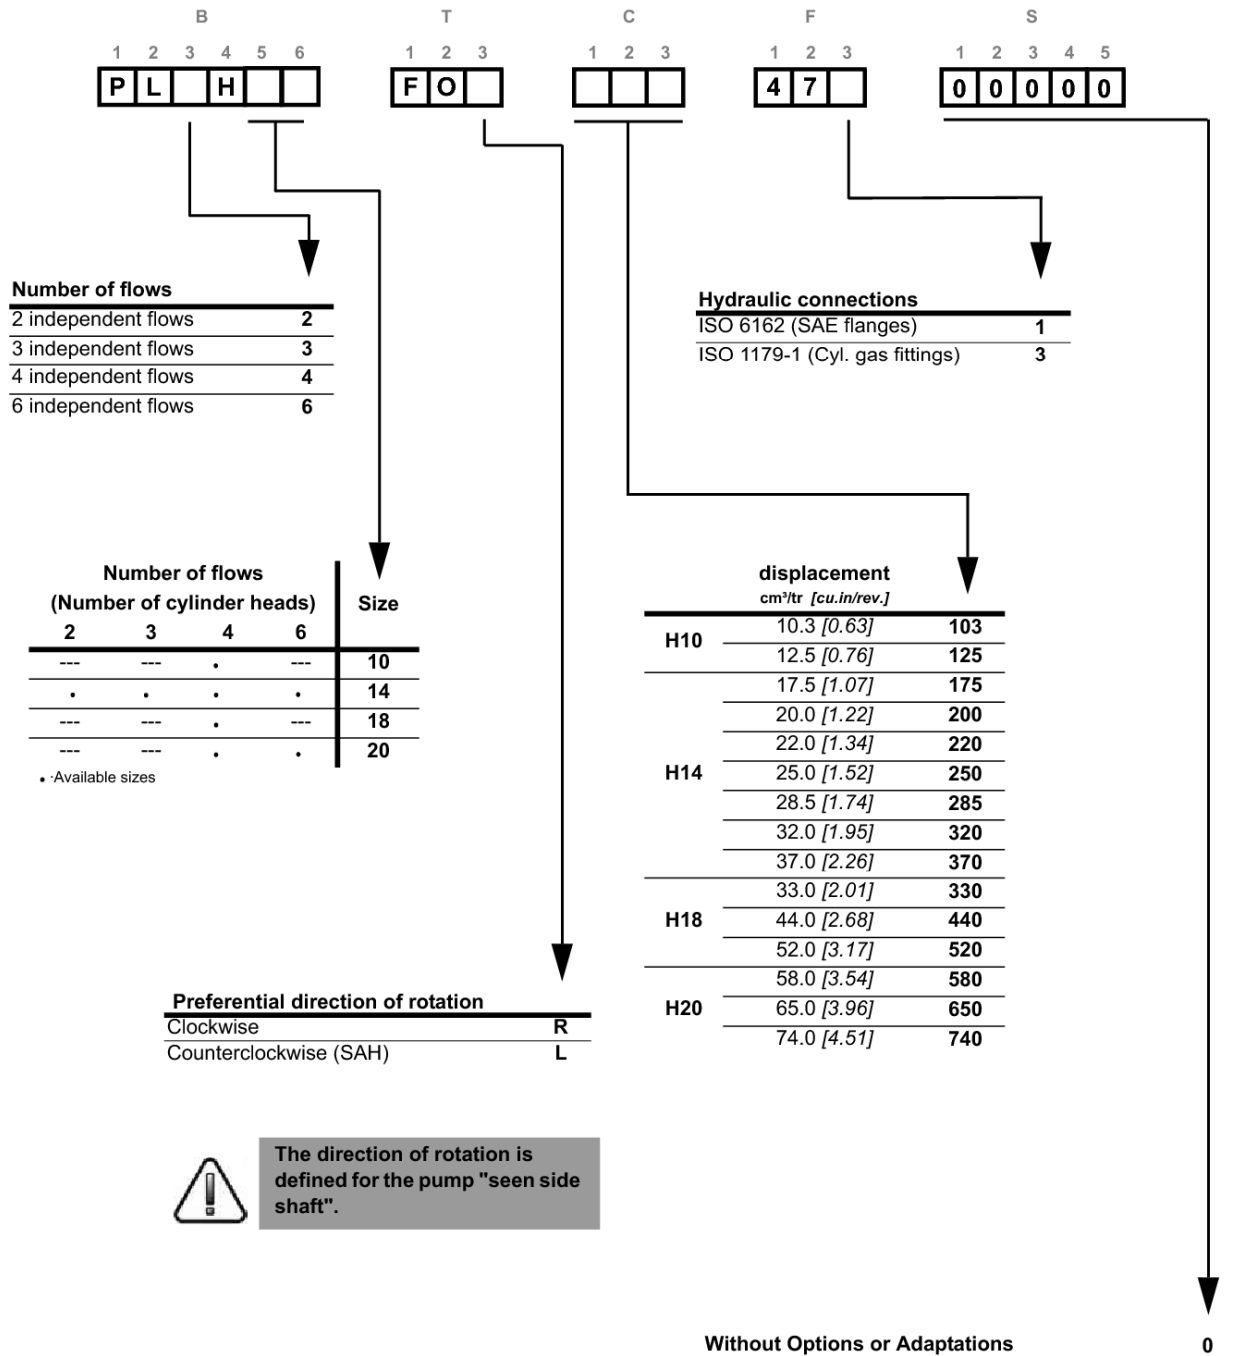 B T C F S
1 2 3 4 5 6 1 2 3 1 2 3 1 2 3 1 2 3 4 5
P L H F O 4 7 0 0 0 0 0
Number of flows
2 independent flows 2
3 independent flows 3
4 independent flows 4
6 independent flows 6
Hydraulic connections
ISO 6162 (SAE flanges) 1
ISO 1179-1 (Cyl. gas fittings) 3
Number of flows
(Number of cylinder heads) Size
2 3 4 6
--- --- • --- 10
• • • • 14
--- --- • --- 18
--- --- • • 20
• ·Available sizes
displacement
cm³/tr [cu.in/rev.]
H10
10.3 [0.63] 103
12.5 [0.76] 125
H14
17.5 [1.07] 175
20.0 [1.22] 200
22.0 [1.34] 220
25.0 [1.52] 250
28.5 [1.74] 285
32.0 [1.95] 320
37.0 [2.26] 370
H18
33.0 [2.01] 330
44.0 [2.68] 440
52.0 [3.17] 520
H20
58.0 [3.54] 580
65.0 [3.96] 650
74.0 [4.51] 740
Preferential direction of rotation
Clockwise R
Counterclockwise (SAH) L
The direction of rotation is
defined for the pump "seen side
shaft".
Without Options or Adaptations 0